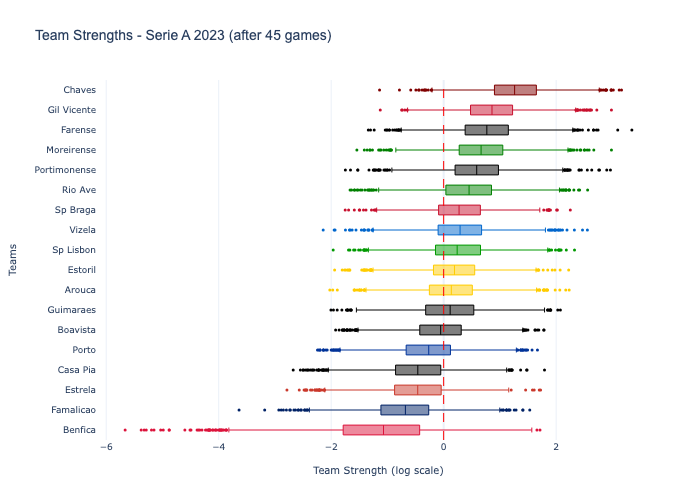 Team Strengths - Serie A 2023 (after 45 games)
Chaves
Gil Vicente
Farense
Moreirense
Portimonense
Rio Ave
Sp Braga
Vizela
Sp Lisbon
Estoril
Arouca
Guimaraes
Boavista
Porto
Casa Pia
Estrela
Famalicao
Benfica
Teams
−6 −4 −2 0 2
Team Strength (log scale)